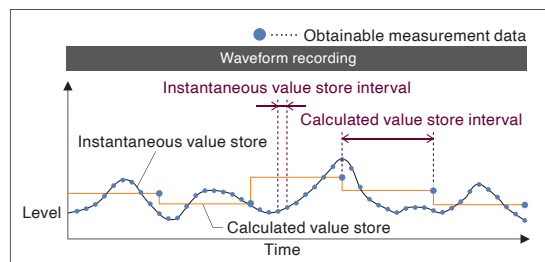 Obtainable measurement data
Waveform recording
Instantaneous value store interval
Calculated value store interval
Instantaneous value store
Level
Calculated value store
Time